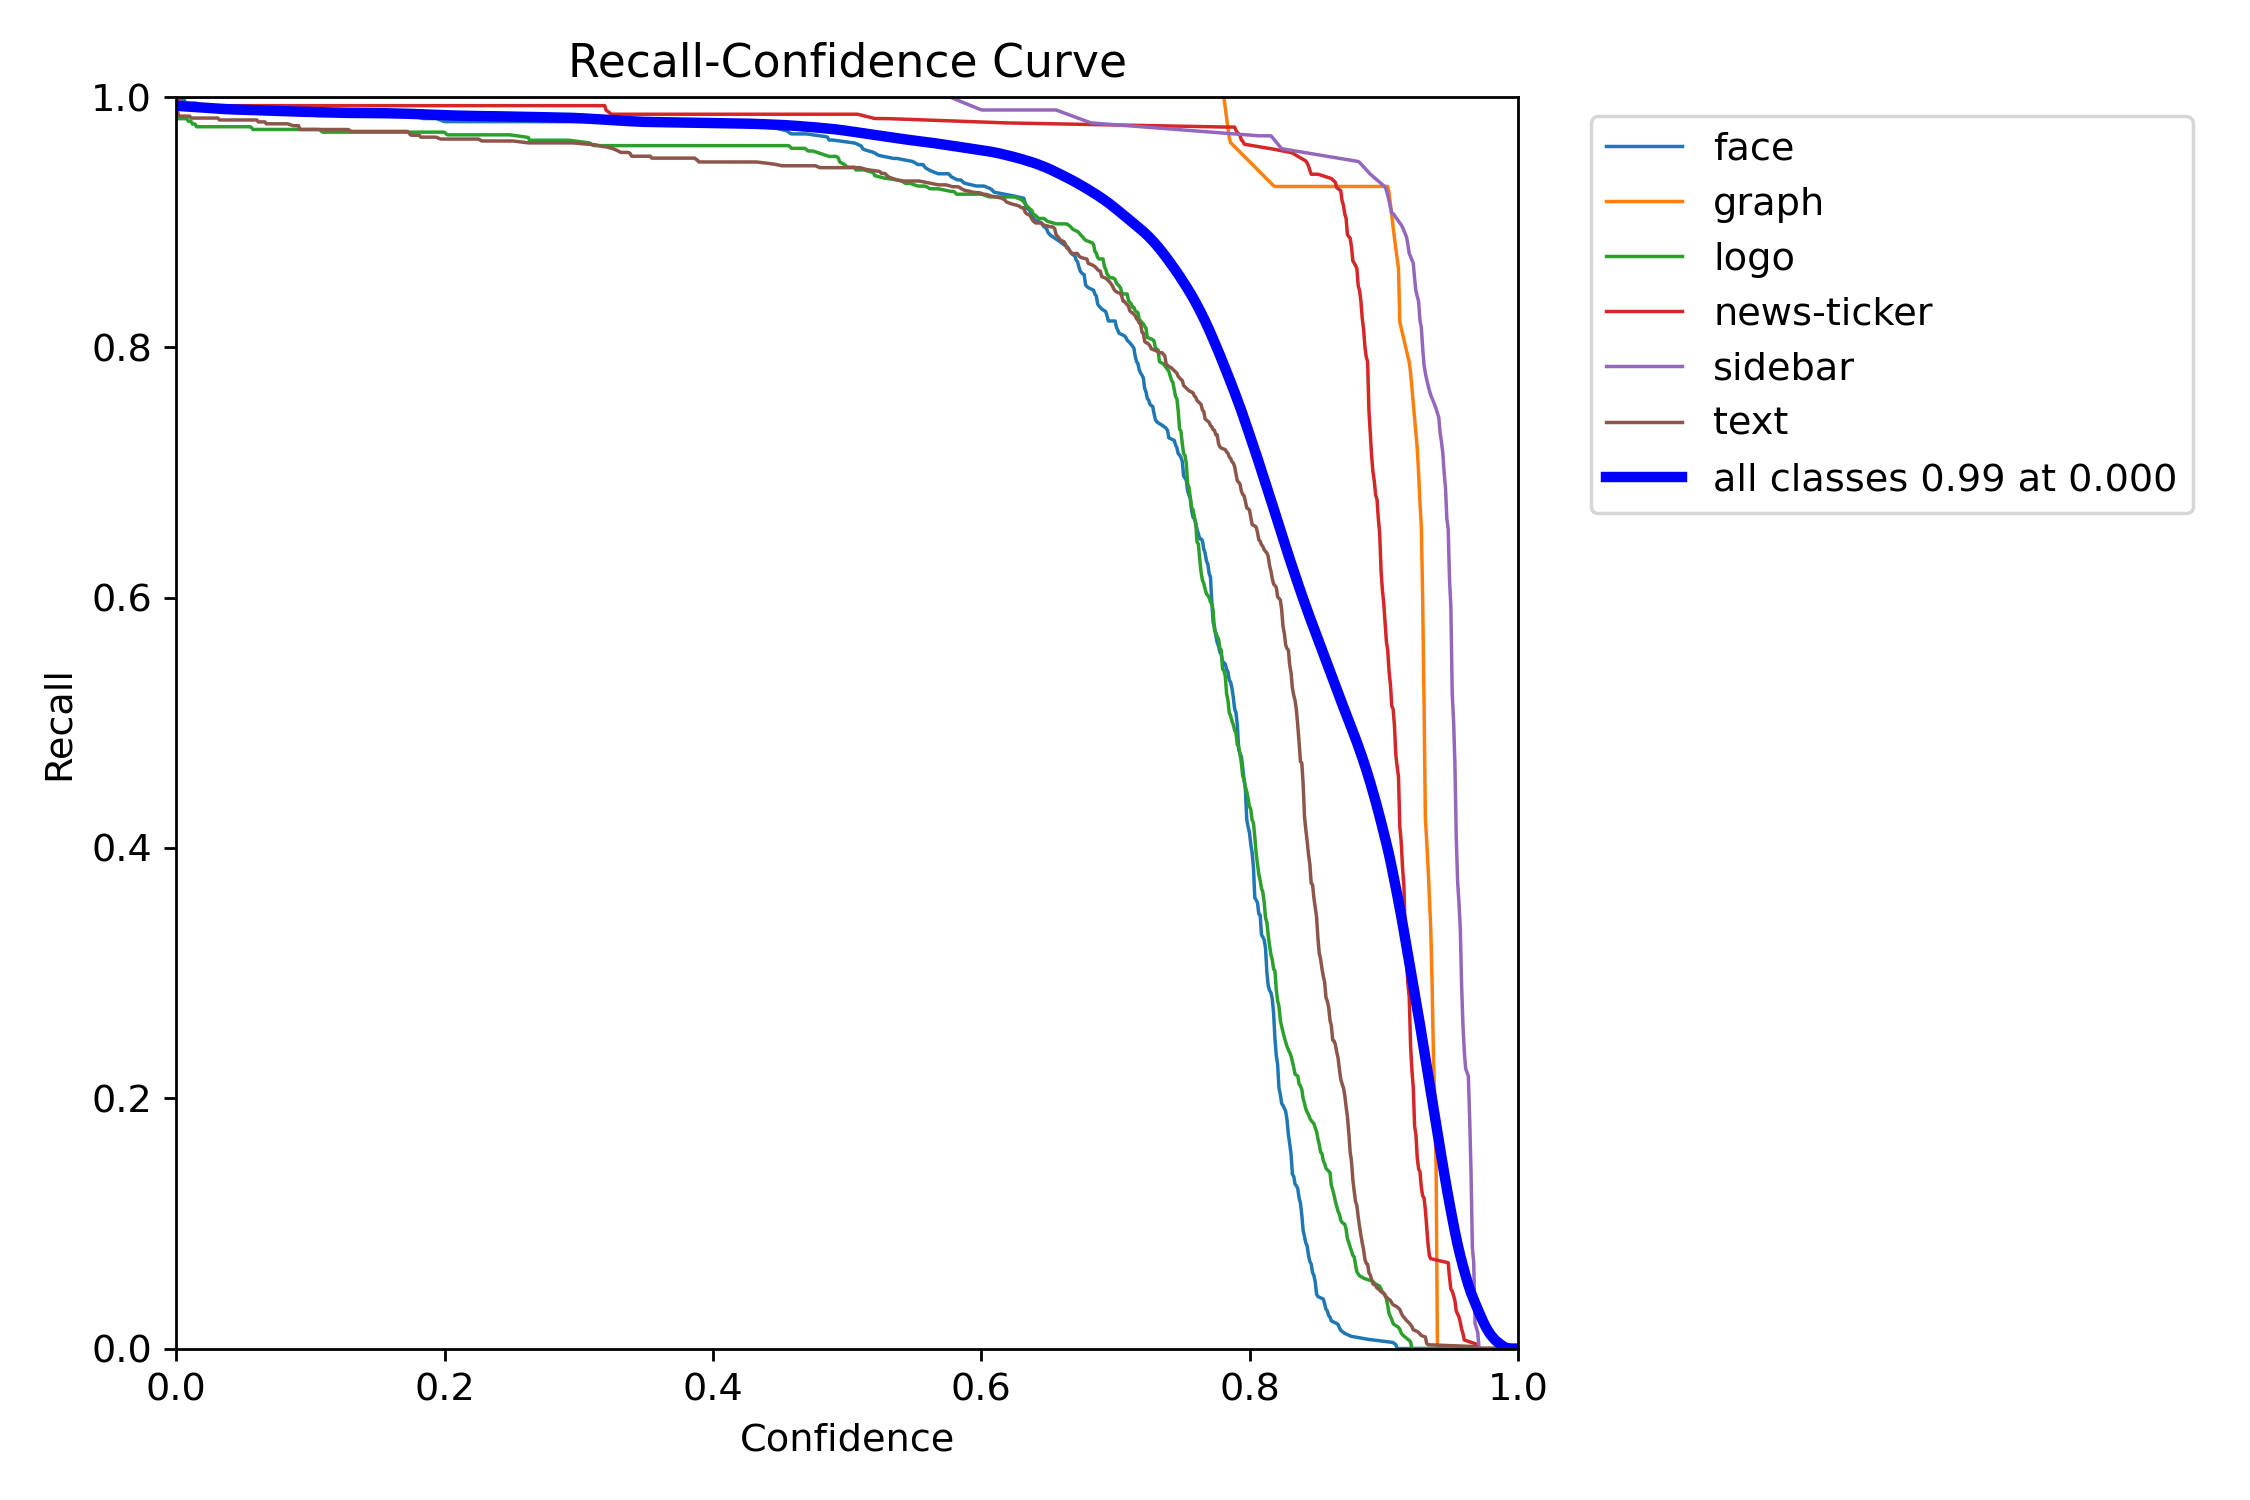 Recall-Confidence Curve
1.0
0.8
0.6
0.4
0.2
0.0
Recall
0.0 0.2 0.4 0.6 0.8 1.0
Confidence
face
graph
logo
news-ticker
sidebar
text
all classes 0.99 at 0.000